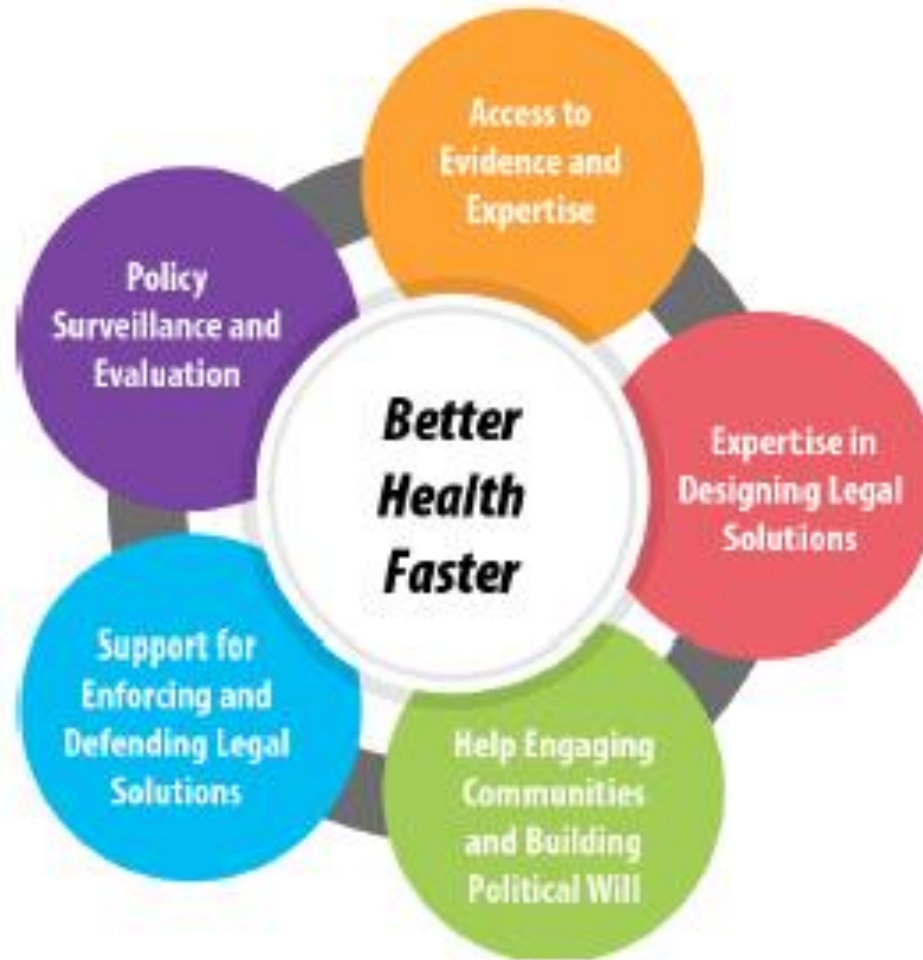 Access to
Evidence and
Expertise
Expertise in
Designing Legal
Solutions
Help Engaging
Communities
and Building
Political Will
Support for
Enforcing and
Defending Legal
Solutions
Policy
Surveillance and
Evaluation
Better
Health
Faster